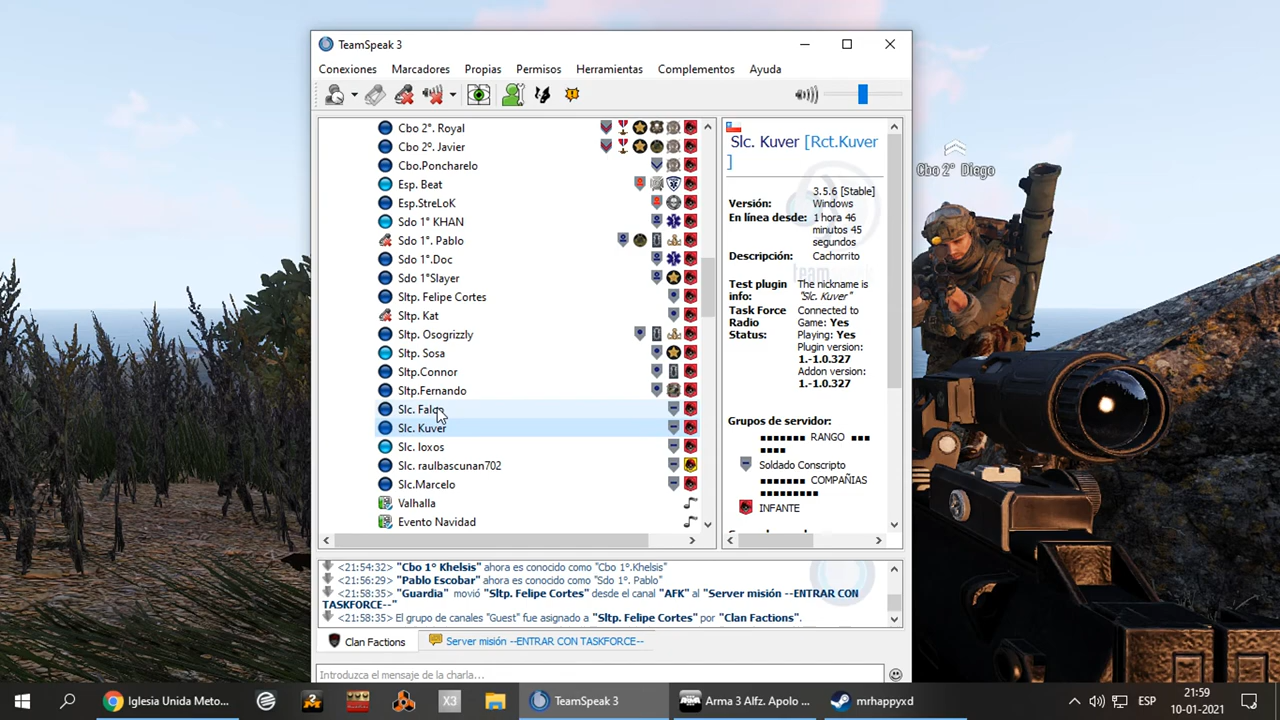 TeamSpeak 3
Conexiones Marcadores Propias Permisos Herramientas Complementos Ayuda
Cbo 2°. Royal
Cbo 2º. Javier
Cbo.Poncharelo
Esp. Beat
Esp.StreLoK
Sdo 1° KHAN
Sdo 1°. Pablo
Sdo 1°.Doc
Sdo 1°Slayer
Sltp. Felipe Cortes
Sltp. Kat
Sltp. Osogrizzly
Sltp. Sosa
Sltp.Connor
Sltp.Fernando
Slc. Falco
Slc. Kuver
Slc. loxos
Slc. raulbascunan702
Slc.Marcelo
Valhalla
Evento Navidad
Slc. Kuver [Rct.Kuver
]
Versión: 3.5.6 [Stable]
Windows
En línea desde: 1 hora 46
minutos 45
segundos
Descripción: Cachorrito
Test plugin The nickname is
info: "Slc. Kuver"
Task Force Connected to
Radio Game: Yes
Status: Playing: Yes
Plugin version:
1.-1.0.327
Addon version:
1.-1.0.327
Grupos de servidor:
■■■■■■■ RANGO ■■■
■■■■
Soldado Conscripto
■■■■■■■ COMPAÑIAS
■■■■■■■■■
INFANTE
Cbo 2° Diego
<21:54:32> "Cbo 1° Khelsis" ahora es conocido como "Cbo 1°.Khelsis"
<21:56:29> "Pablo Escobar" ahora es conocido como "Sdo 1°. Pablo"
<21:58:35> "Guardia" movió "Sltp. Felipe Cortes" desde el canal "AFK" al "Server misión --ENTRAR CON
TASKFORCE--"
<21:58:35> El grupo de canales "Guest" fue asignado a "Sltp. Felipe Cortes" por "Clan Factions".
Clan Factions Server misión --ENTRAR CON TASKFORCE--
Introduzca el mensaje de la charla...
Iglesia Unida Meto... X3 TeamSpeak 3 Arma 3 Alfz. Apolo ... mrhappyxd ESP 21:59
10-01-2021